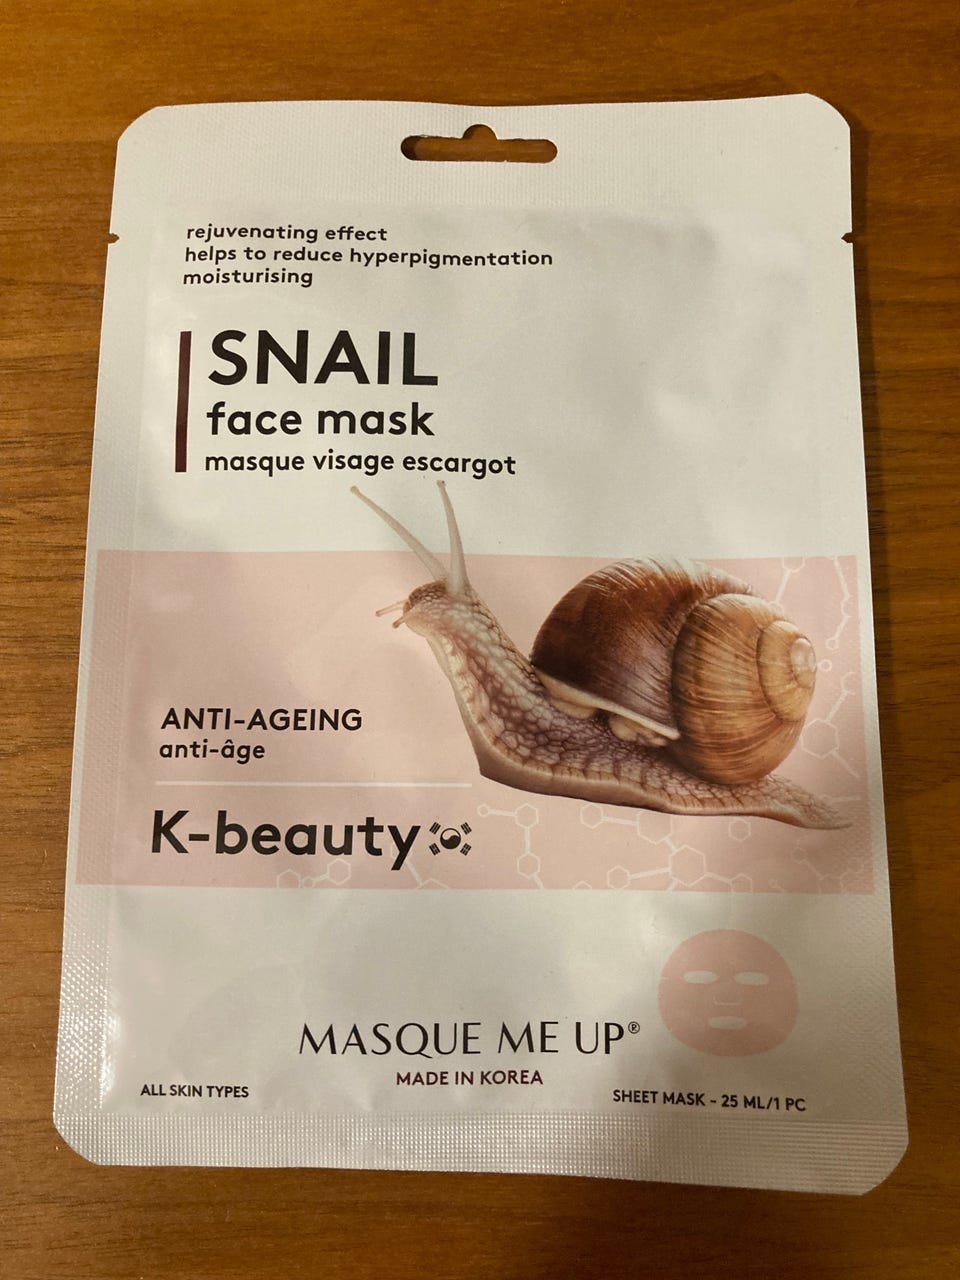 rejuvenating effect
helps to reduce hyperpigmentation
moisturising
SNAIL
face mask
masque visage escargot
ANTI-AGEING
anti-âge
K-beauty
MASQUE ME UP®
MADE IN KOREA
ALL SKIN TYPES
SHEET MASK - 25 ML/1 PC